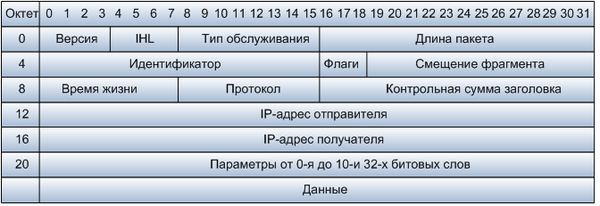 Октет 0 1 2 3 4 5 6 7 8 9 10 11 12 13 14 15 16 17 18 19 20 21 22 23 24 25 26 27 28 29 30 31
0 Версия IHL Тип обслуживания Длина пакета
4 Идентификатор Флаги Смещение фрагмента
8 Время жизни Протокол Контрольная сумма заголовка
12 IP-адрес отправителя
16 IP-адрес получателя
20 Параметры от 0-я до 10-и 32-х битовых слов
Данные